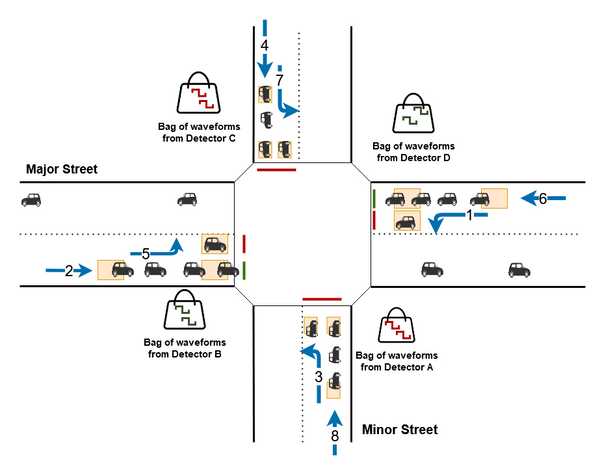 4
7
Bag of waveforms
from Detector C
Bag of waveforms
from Detector D
Major Street
6
1
5
2
Bag of waveforms
from Detector B
Bag of waveforms
from Detector A
3
8
Minor Street